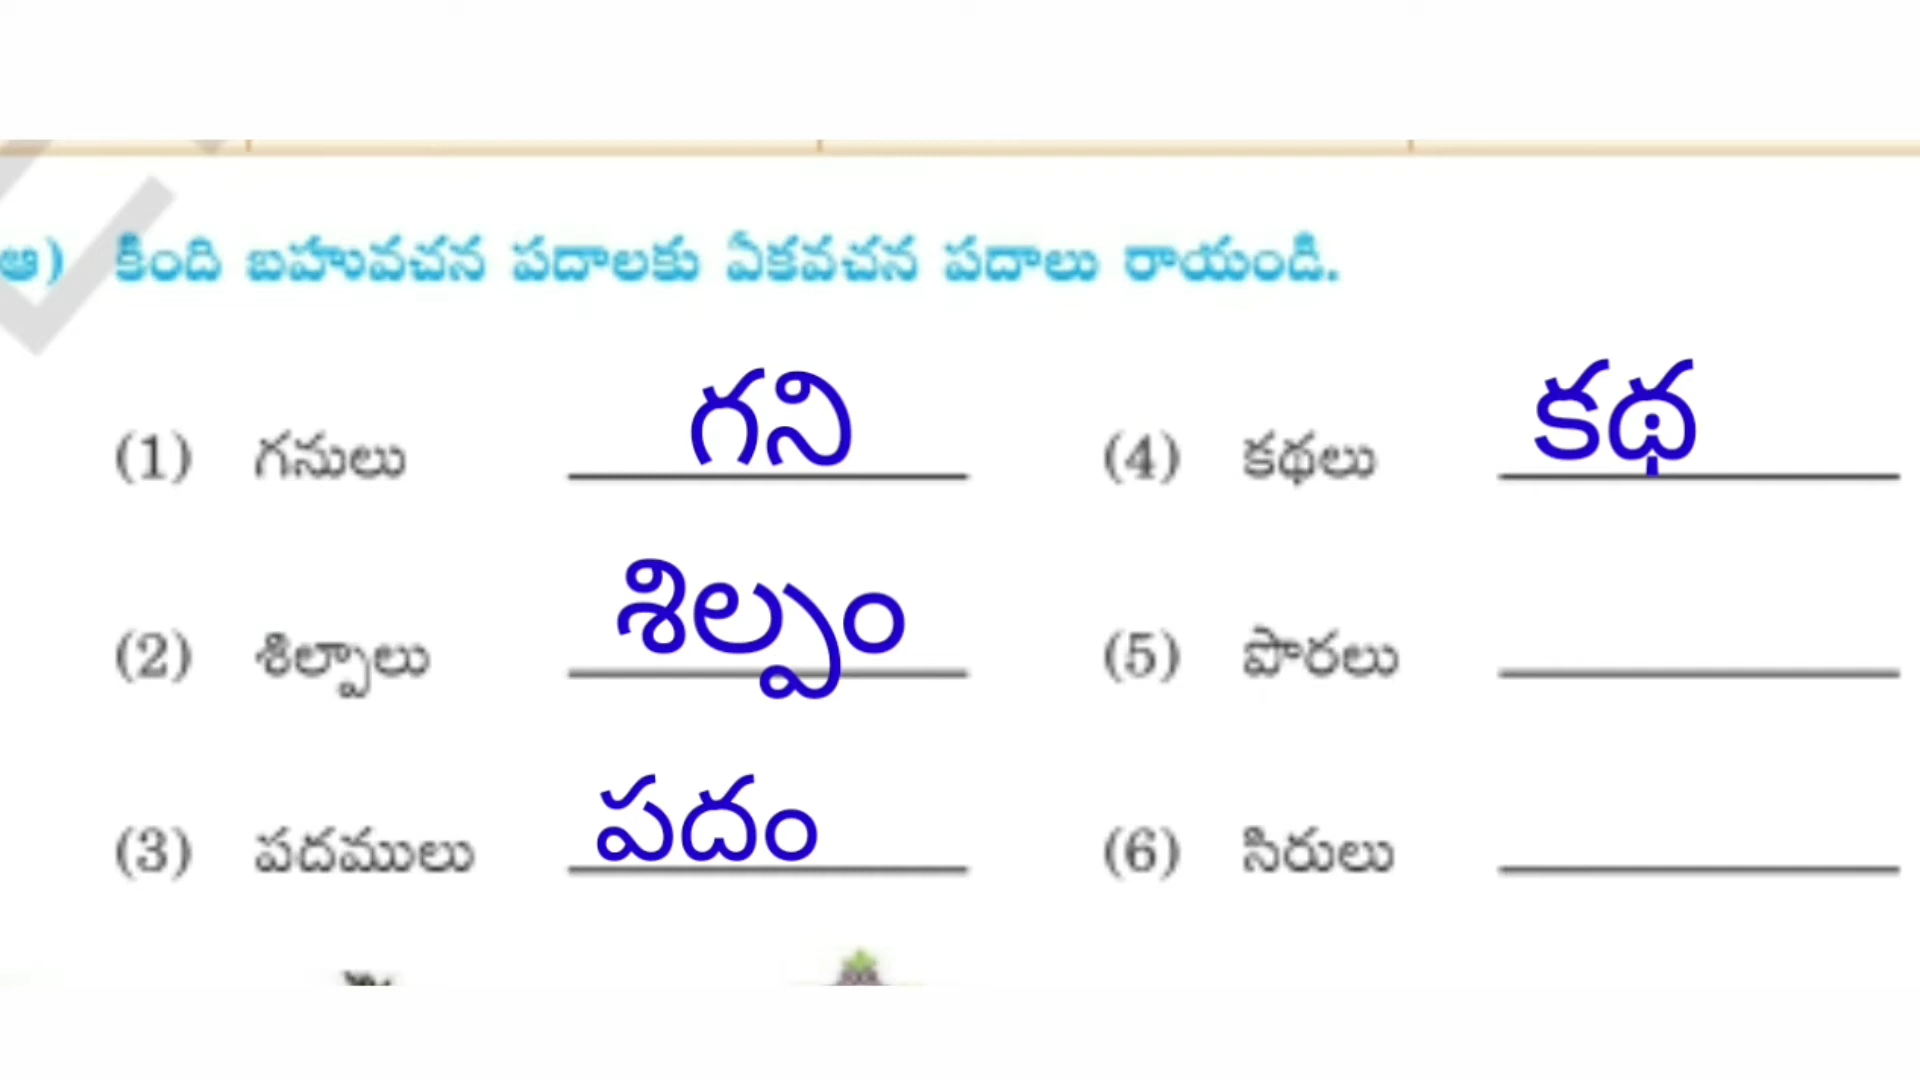 ఆ) కింది బహువచన పదాలకు ఏకవచన పదాలు రాయండి.
(1) గనులు గని (4) కథలు కథ
(2) శిల్పాలు శిల్పం (5) పొరలు
(3) పదములు పదం (6) సిరులు